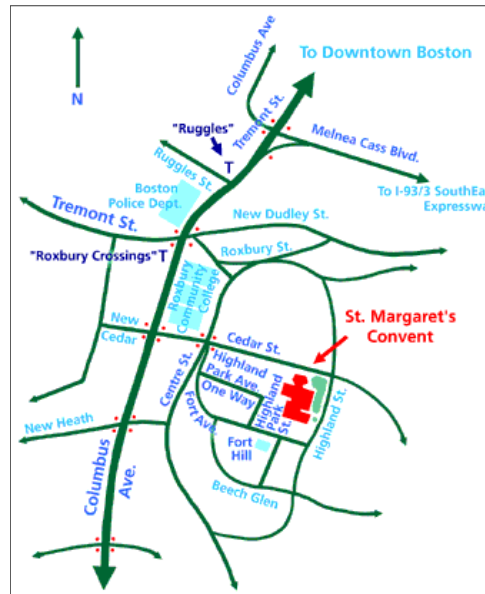 Columbus Ave
To Downtown Boston
N
Tremont St.
"Ruggles"
T
Melnea Cass Blvd.
Ruggles St.
To I-93/3 SouthEa
Expresswa
Boston
Police Dept.
Tremont St.
New Dudley St.
Roxbury St.
"Roxbury Crossings" T
Roxbury
Community
College
St. Margaret's
Convent
New
Cedar
Cedar St.
Highland
Park Ave.
One Way
Centre St.
Highland
Park
St.
Fort Ave.
Highland St.
New Heath
Fort
Hill
Columbus
Ave.
Beech Glen